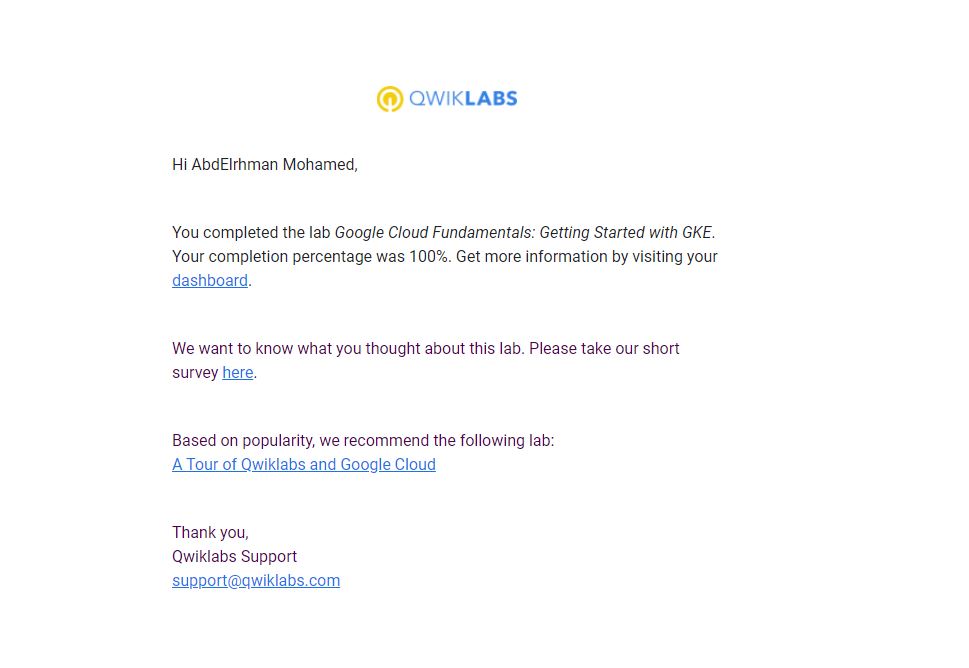 QWIKLABS
Hi AbdElrhman Mohamed,
You completed the lab Google Cloud Fundamentals: Getting Started with GKE.
Your completion percentage was 100%. Get more information by visiting your
dashboard.
We want to know what you thought about this lab. Please take our short
survey here.
Based on popularity, we recommend the following lab:
A Tour of Qwiklabs and Google Cloud
Thank you,
Qwiklabs Support
support@qwiklabs.com